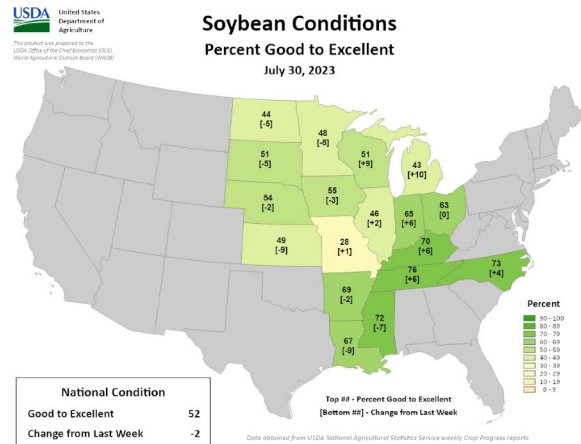 USDA
United States
Department of
Agriculture
This product was prepared by the
USDA Office of the Chief Economist (OCE)
World Agricultural Outlook Board (WAOB)
Soybean Conditions
Percent Good to Excellent
July 30, 2023
44
[-5]
48
[-8]
51
[-5]
51
[+9]
43
[+10]
54
[-2]
55
[-3]
46
[+2]
65
[+6]
63
[0]
49
[-9]
28
[+1]
70
[+6]
76
[+6]
73
[+4]
69
[-2]
72
[-7]
67
[-9]
Percent
90 - 100
80 - 89
70 - 79
60 - 69
50 - 59
40 - 49
30 - 39
20 - 29
10 - 19
0 - 9
National Condition
Good to Excellent 52
Change from Last Week -2
Top ## - Percent Good to Excellent
[Bottom ##] - Change from Last Week
Data obtained from USDA National Agricultural Statistics Service weekly Crop Progress reports.